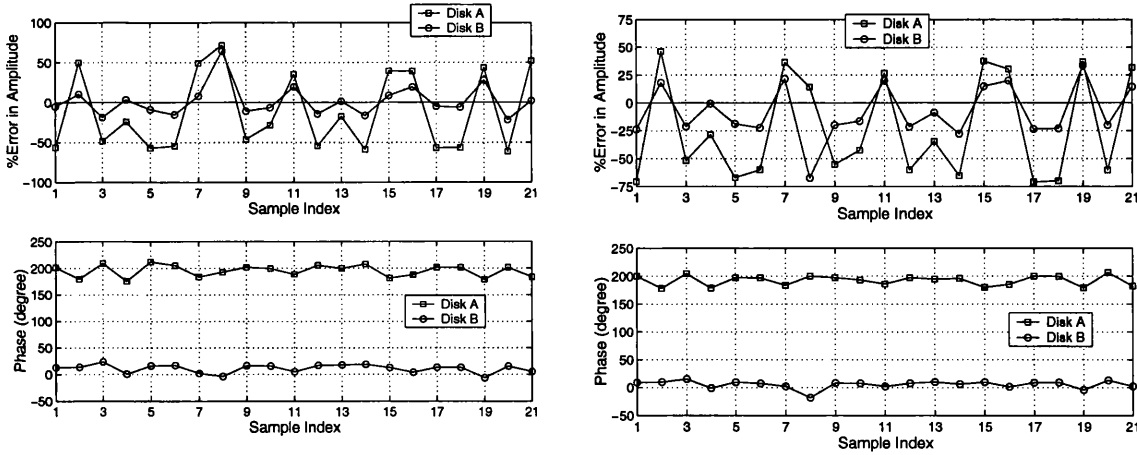 Disk A
Disk B
%Error in Amplitude
100
50
0
−50
−100
1 3 5 7 9 11 13 15 17 19 21
Sample Index
Disk A
Disk B
%Error in Amplitude
75
50
25
0
−25
−50
−75
1 3 5 7 9 11 13 15 17 19 21
Sample Index
Phase (degree)
250
200
150
100
50
0
−50
Disk A
Disk B
1 3 5 7 9 11 13 15 17 19 21
Sample Index
Phase (degree)
250
200
150
100
50
0
−50
Disk A
Disk B
1 3 5 7 9 11 13 15 17 19 21
Sample Index